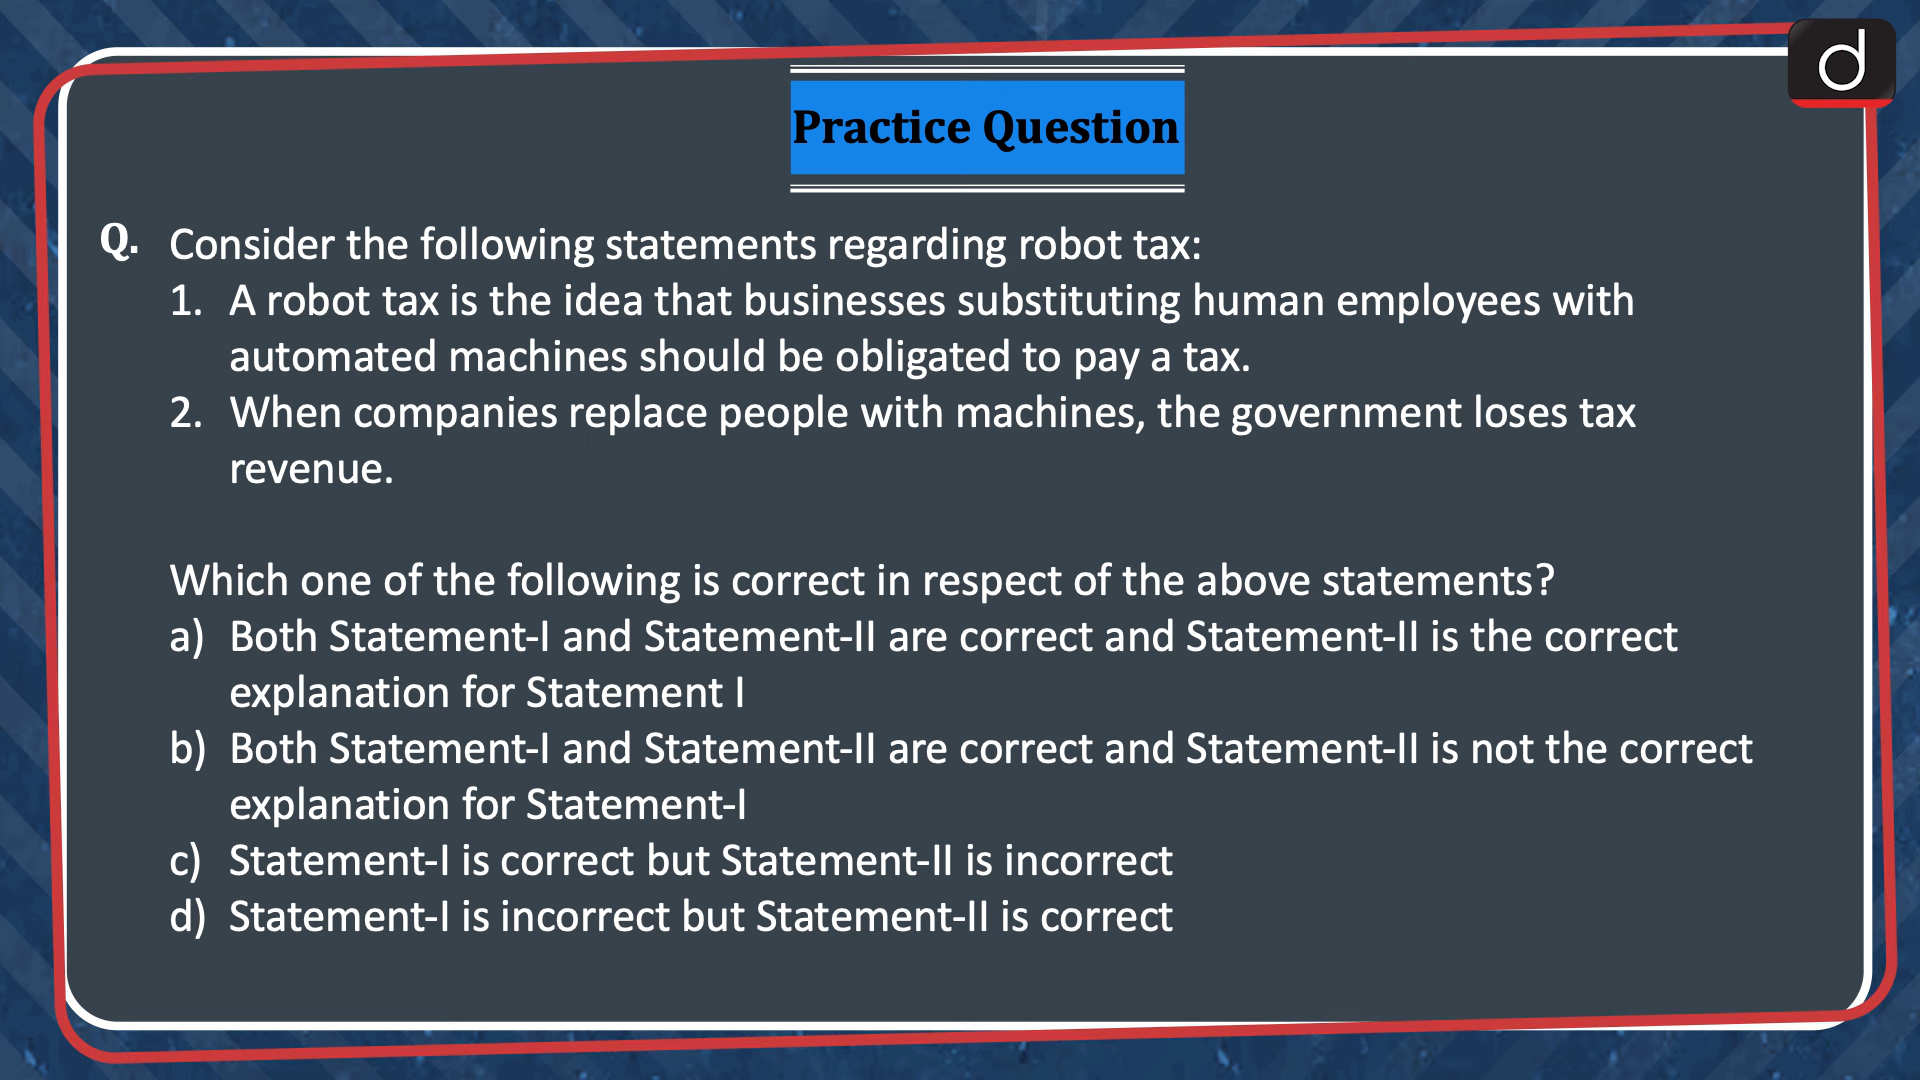 d
Practice Question
Q. Consider the following statements regarding robot tax:
1. A robot tax is the idea that businesses substituting human employees with
automated machines should be obligated to pay a tax.
2. When companies replace people with machines, the government loses tax
revenue.
Which one of the following is correct in respect of the above statements?
a) Both Statement-I and Statement-II are correct and Statement-II is the correct
explanation for Statement I
b) Both Statement-I and Statement-II are correct and Statement-II is not the correct
explanation for Statement-I
c) Statement-I is correct but Statement-II is incorrect
d) Statement-I is incorrect but Statement-II is correct